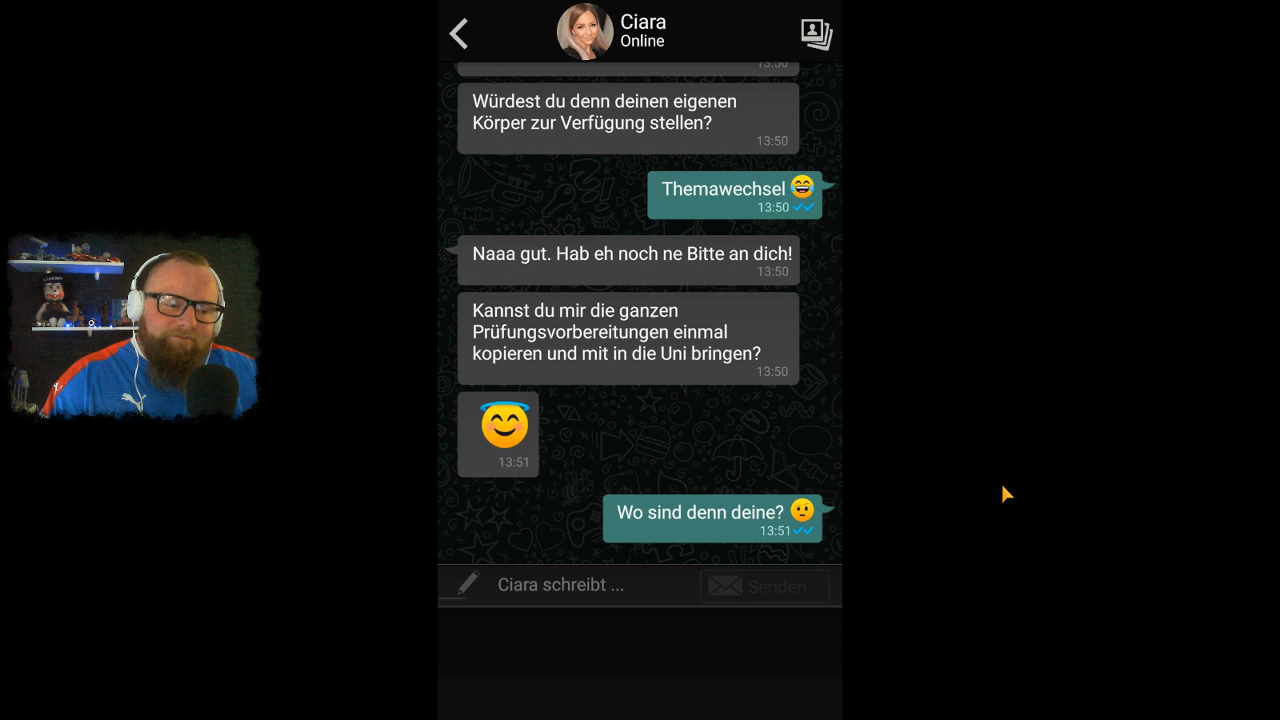 Ciara
Online
13:50
Würdest du denn deinen eigenen
Körper zur Verfügung stellen?
13:50
Themawechsel 😂
13:50
Naaa gut. Hab eh noch ne Bitte an dich!
13:50
Kannst du mir die ganzen
Prüfungsvorbereitungen einmal
kopieren und mit in die Uni bringen?
13:50
😇
13:51
Wo sind denn deine? 🤨
13:51
Ciara schreibt ...
Senden